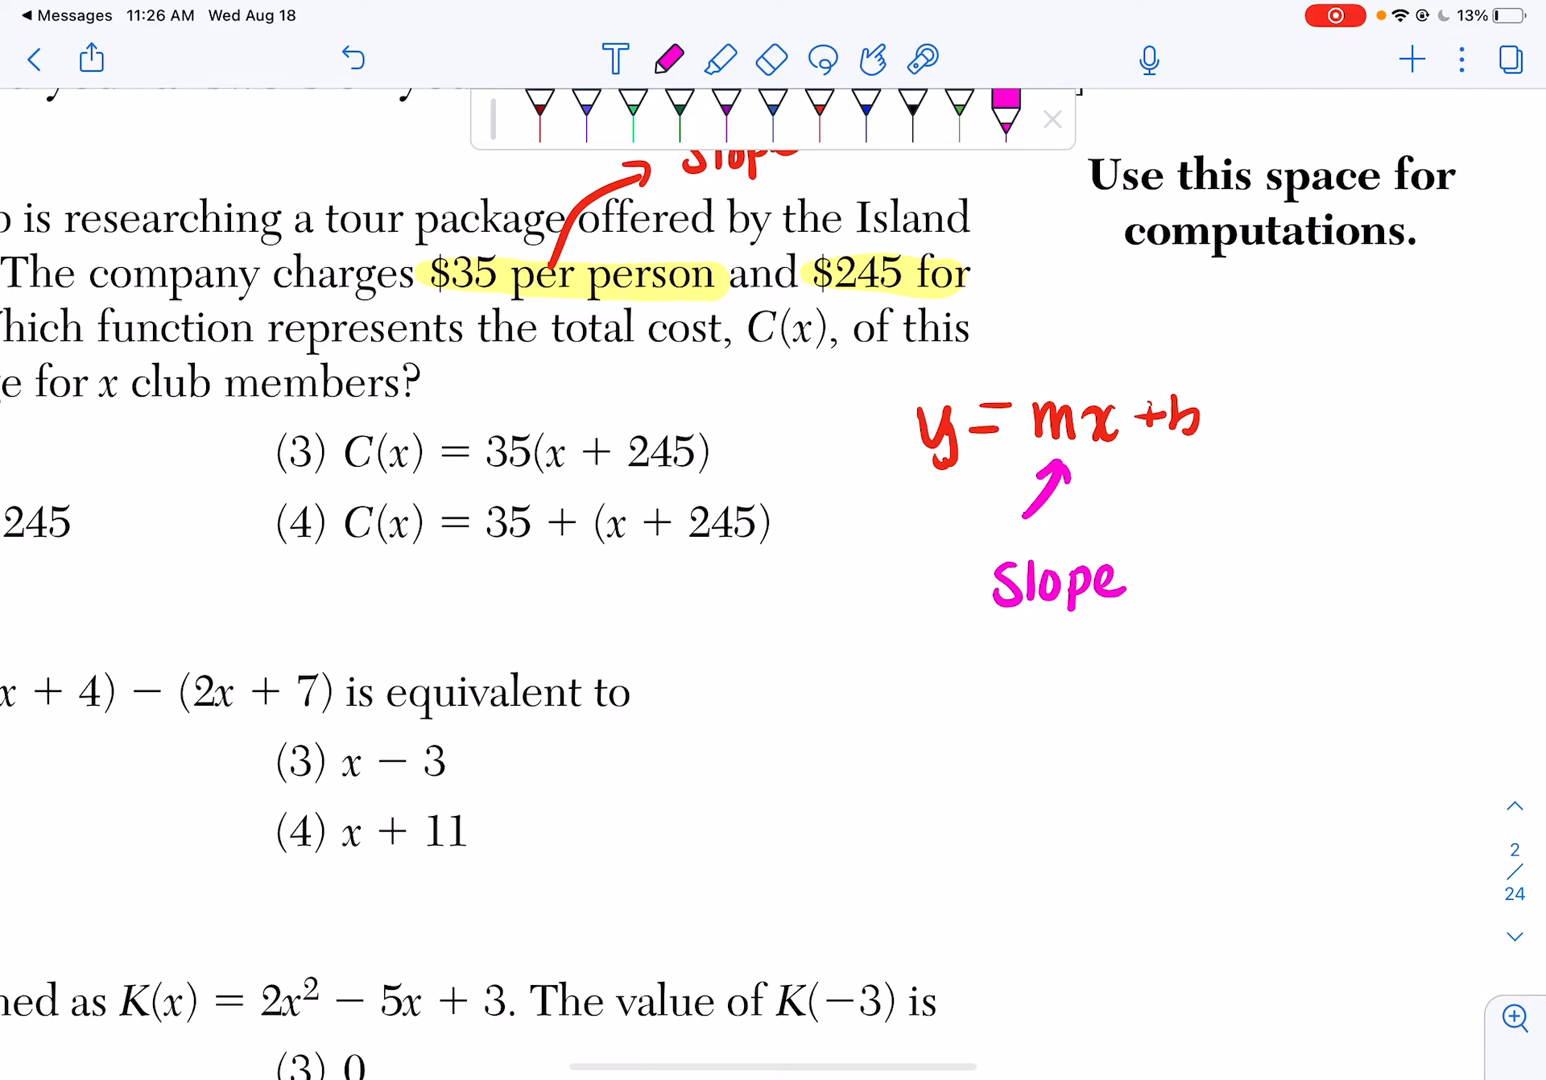 Messages 11:26 AM Wed Aug 18
13%
T
slope
Use this space for
computations.
is researching a tour package offered by the Island
The company charges $35 per person and $245 for
hich function represents the total cost, C(x), of this
e for x club members?
y = mx + b
(3) C(x) = 35(x + 245)
245 (4) C(x) = 35 + (x + 245)
slope
x + 4) − (2x + 7) is equivalent to
(3) x − 3
(4) x + 11
2
/
24
ned as K(x) = 2x² − 5x + 3. The value of K(−3) is
(3) 0